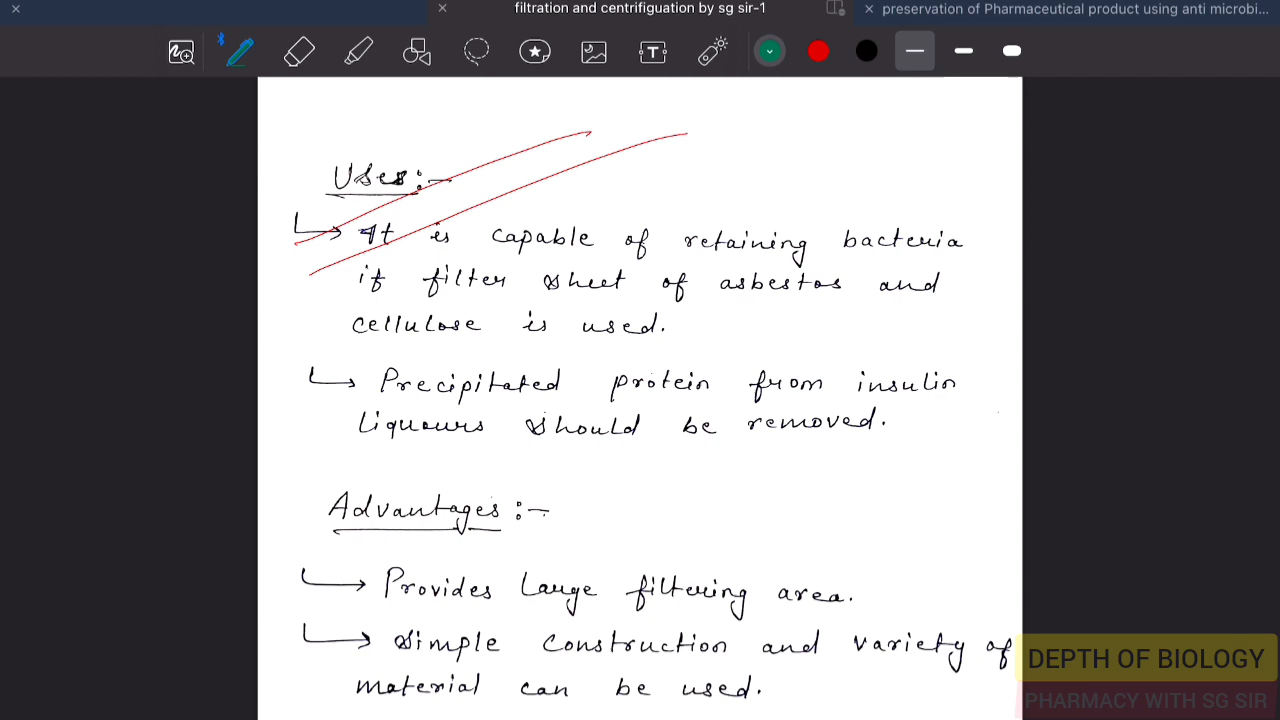 filtration and centrifiguation by sg sir-1
preservation of Pharmaceutical product using anti microbi...
Uses:-
It is capable of retaining bacteria
if filter sheet of asbestos and
cellulose is used.
Precipitated protein from insulin
liquours should be removed.
Advantages :-
Provides large filtering area.
simple construction and variety of
material can be used.
DEPTH OF BIOLOGY
PHARMACY WITH SG SIR